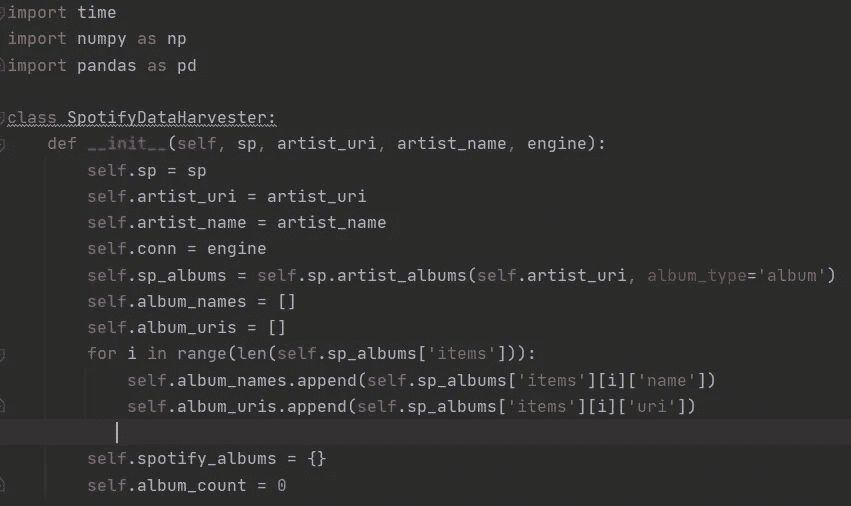 import time
import numpy as np
import pandas as pd
class SpotifyDataHarvester:
def __init__(self, sp, artist_uri, artist_name, engine):
self.sp = sp
self.artist_uri = artist_uri
self.artist_name = artist_name
self.conn = engine
self.sp_albums = self.sp.artist_albums(self.artist_uri, album_type='album')
self.album_names = []
self.album_uris = []
for i in range(len(self.sp_albums['items'])):
self.album_names.append(self.sp_albums['items'][i]['name'])
self.album_uris.append(self.sp_albums['items'][i]['uri'])
self.spotify_albums = {}
self.album_count = 0